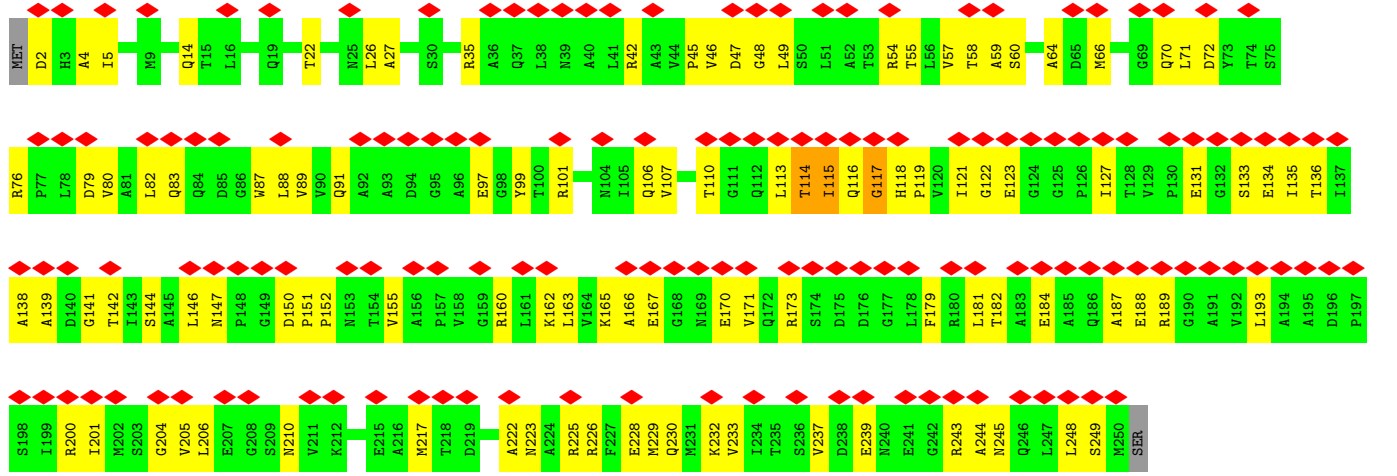 MET D2 H3 A4 I5 M9 Q14 T15 L16 Q19 T22 N25 L26 A27 S30 R35 A36 Q37 L38 N39 A40 L41 R42 A43 V44 P45 V46 D47 G48 L49 S50 L51 A52 T53 R54 T55 L56 V57 T58 A59 S60 A64 D65 M66 G69 Q70 L71 D72 Y73 T74 S75
R76 P77 L78 D79 V80 A81 L82 Q83 Q84 D85 G86 W87 L88 V89 V90 Q91 A92 A93 D94 G95 A96 E97 G98 Y99 T100 R101 N104 I105 Q106 V107 T110 G111 Q112 L113 T114 I115 Q116 G117 H118 P119 V120 I121 G122 E123 G124 G125 P126 I127 T128 V129 P130 E131 G132 S133 E134 I135 T136 I137
A138 A139 D140 G141 T142 I143 S144 A145 L146 N147 P148 G149 D150 P151 P152 N153 T154 V155 A156 P157 V158 G159 R160 L161 K162 L163 V164 K165 A166 E167 G168 N169 E170 V171 Q172 R173 S174 D175 D176 G177 L178 F179 R180 L181 T182 A183 E184 A185 Q186 A187 E188 R189 G190 A191 V192 L193 A194 A195 D196 P197
S198 I199 R200 I201 M202 S203 G204 V205 L206 E207 G208 S209 N210 V211 K212 E215 A216 M217 T218 D219 A222 N223 A224 R225 R226 F227 E228 M229 Q230 M231 K232 V233 I234 T235 S236 V237 D238 E239 N240 E241 G242 R243 A244 N245 Q246 L247 L248 S249 M250 SER